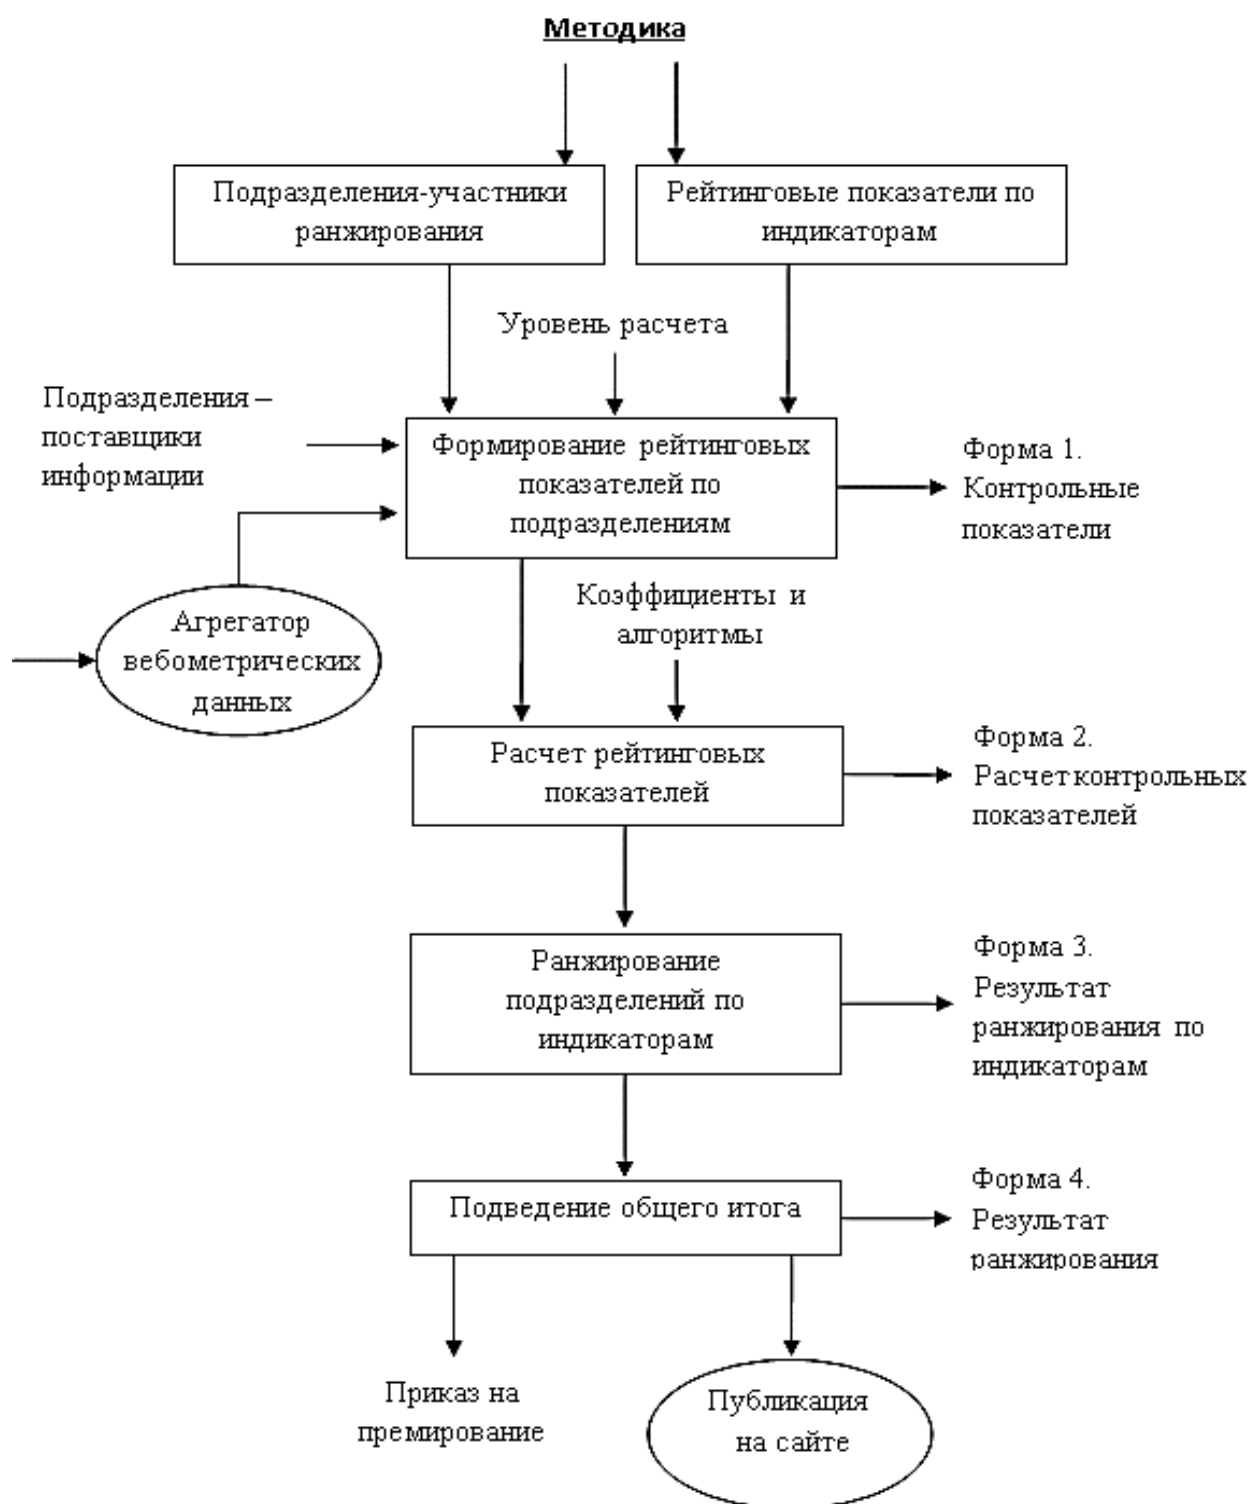 Методика
Подразделения-участники
ранжирования
Рейтинговые показатели по
индикаторам
Уровень расчета
Подразделения –
поставщики
информации
Формирование рейтинговых
показателей по
подразделениям
Форма 1.
Контрольные
показатели
Агрегатор
вебометрических
данных
Коэффициенты и
алгоритмы
Расчет рейтинговых
показателей
Форма 2.
Расчет контрольных
показателей
Ранжирование
подразделений по
индикаторам
Форма 3.
Результат
ранжирования по
индикаторам
Подведение общего итога
Форма 4.
Результат
ранжирования
Приказ на
премирование
Публикация
на сайте